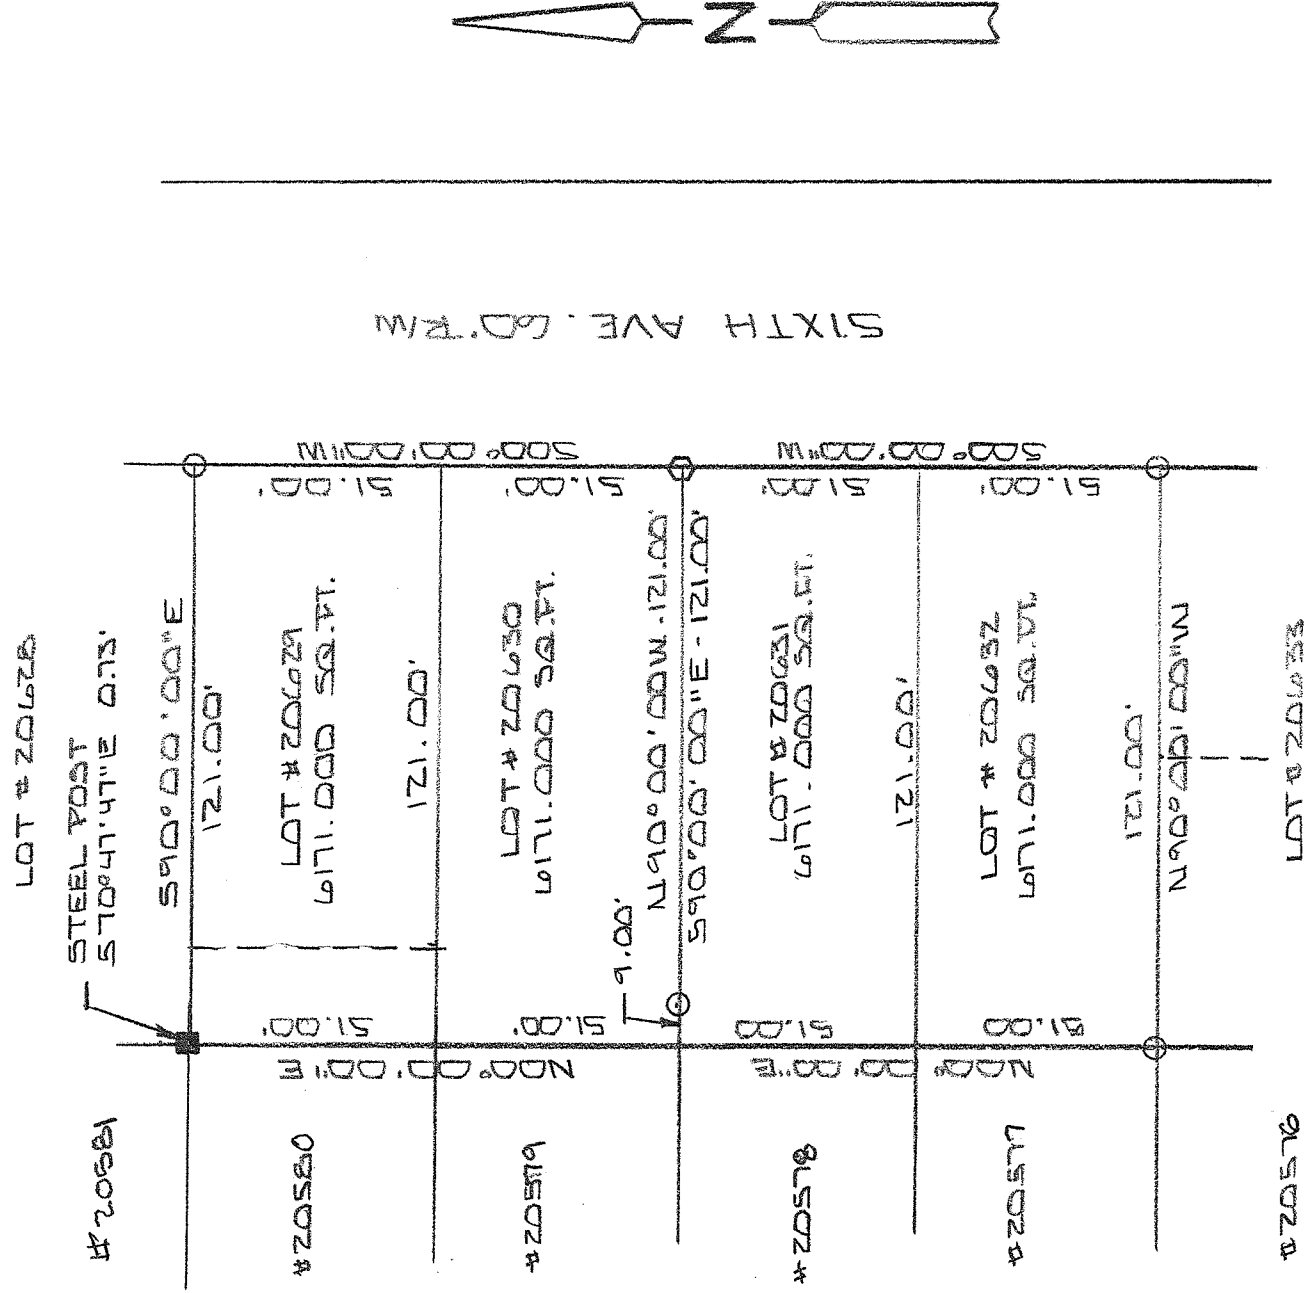 N
SIXTH AVE. 60' R/W
S00° 00' 00"W
S00° 00' 00"W
51.00'
51.00'
51.00'
51.00'
LOT # 20628
STEEL POST
S70°47'47"E 0.73'
S90°00'00"E
121.00'
LOT # 20629
6171.000 SQ.FT.
121.00'
LOT # 20630
6171.000 SQ.FT.
9.00'
N90°00'00"W - 121.00'
S90°00'00"E - 121.00'
LOT # 20631
6171.000 SQ.FT.
121.00'
LOT # 20632
6171.000 SQ.FT.
121.00'
N90°00'00"W
LOT # 20633
51.00'
51.00'
51.00
51.00
N00° 00' 00"E
N00° 00' 00"E
#20581
#20580
#20579
#20578
#20577
#20576